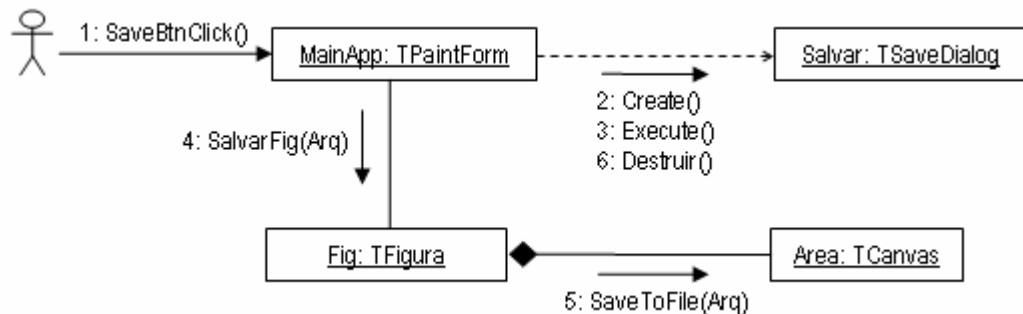 1: SaveBtnClick()
MainApp: TPaintForm
Salvar: TSaveDialog
2: Create()
3: Execute()
6: Destruir()
4: SalvarFig(Arq)
Fig: TFigura
Area: TCanvas
5: SaveToFile(Arq)